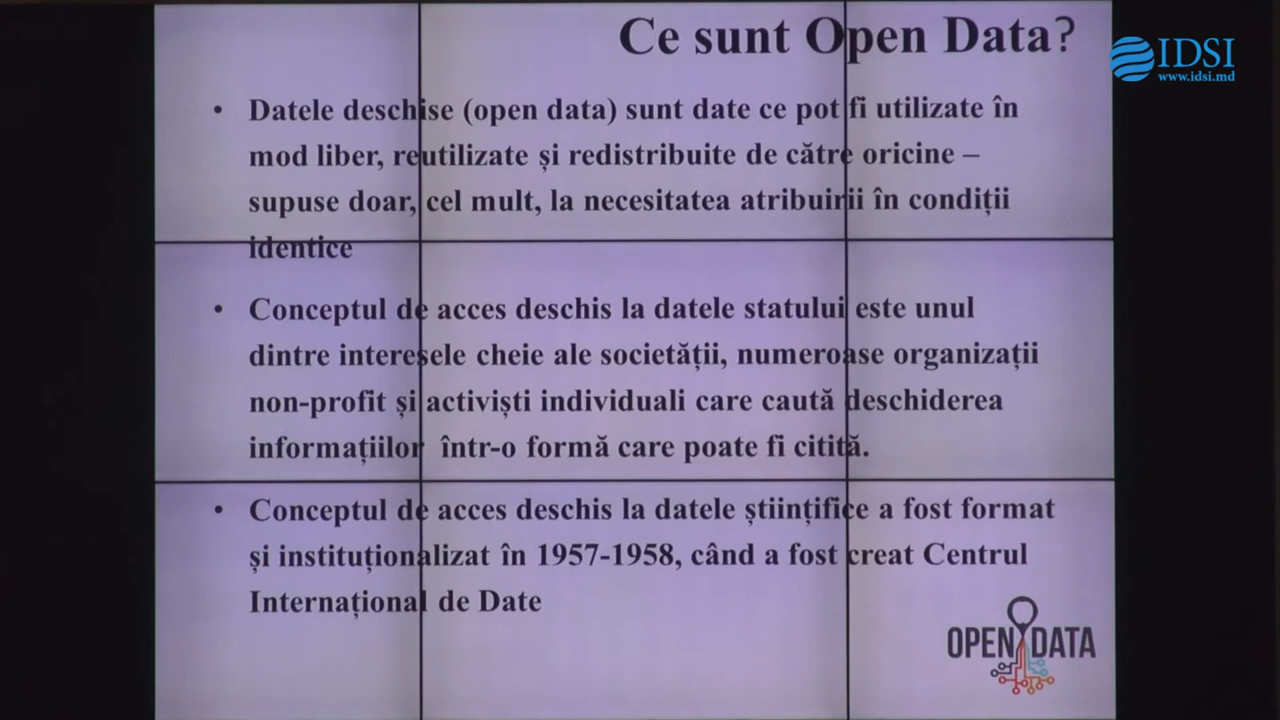 Ce sunt Open Data?
IDSI
www.idsi.md
• Datele deschise (open data) sunt date ce pot fi utilizate în
mod liber, reutilizate și redistribuite de către oricine –
supuse doar, cel mult, la necesitatea atribuirii în condiții
identice
• Conceptul de acces deschis la datele statului este unul
dintre interesele cheie ale societății, numeroase organizații
non-profit și activiști individuali care caută deschiderea
informațiilor într-o formă care poate fi citită.
• Conceptul de acces deschis la datele științifice a fost format
și instituționalizat în 1957-1958, când a fost creat Centrul
Internațional de Date
OPEN DATA